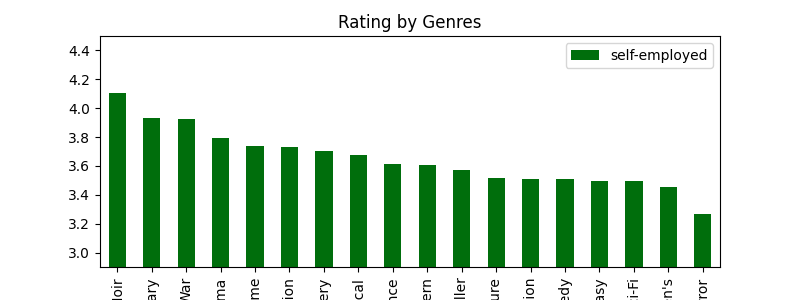 Rating by Genres
self-employed
4.4
4.2
4.0
3.8
3.6
3.4
3.2
3.0
oir
ary
War
ma
me
ion
ery
cal
nce
ern
ller
ure
ion
edy
asy
i-Fi
n's
rror